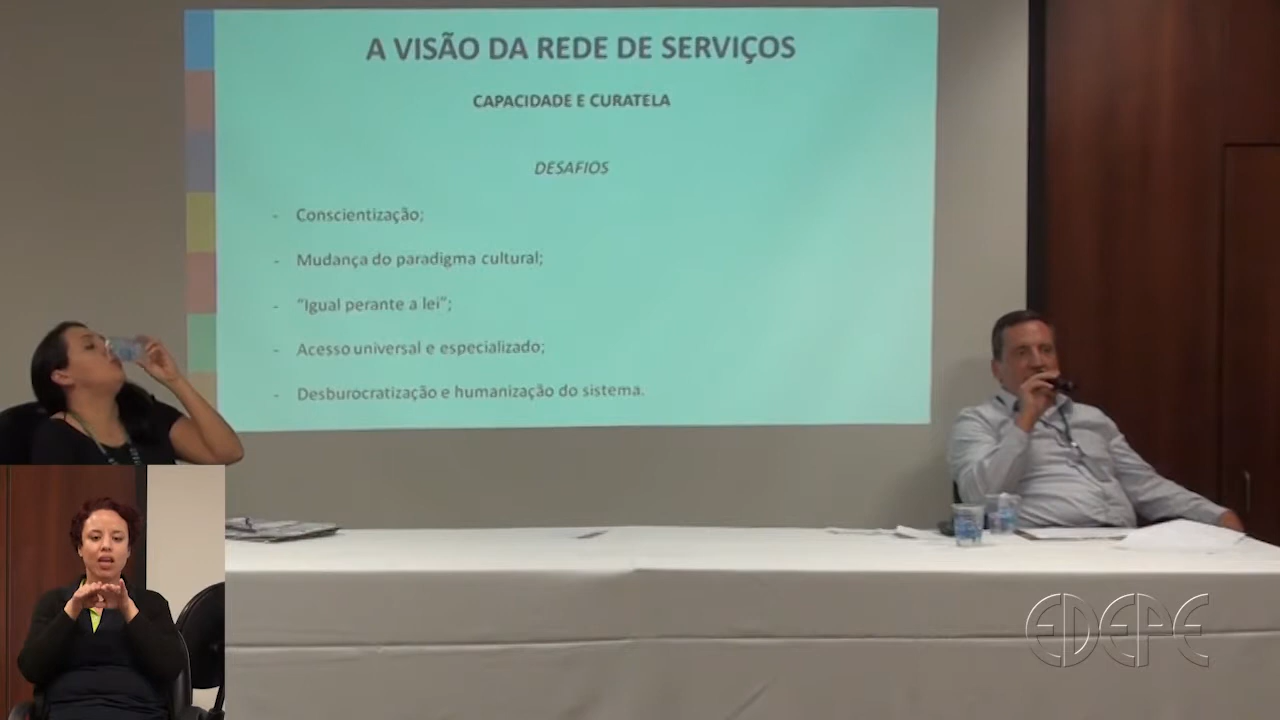 A VISÃO DA REDE DE SERVIÇOS
CAPACIDADE E CURATELA
DESAFIOS
- Conscientização;
- Mudança do paradigma cultural;
- “Igual perante a lei”;
- Acesso universal e especializado;
- Desburocratização e humanização do sistema.
EDEPE